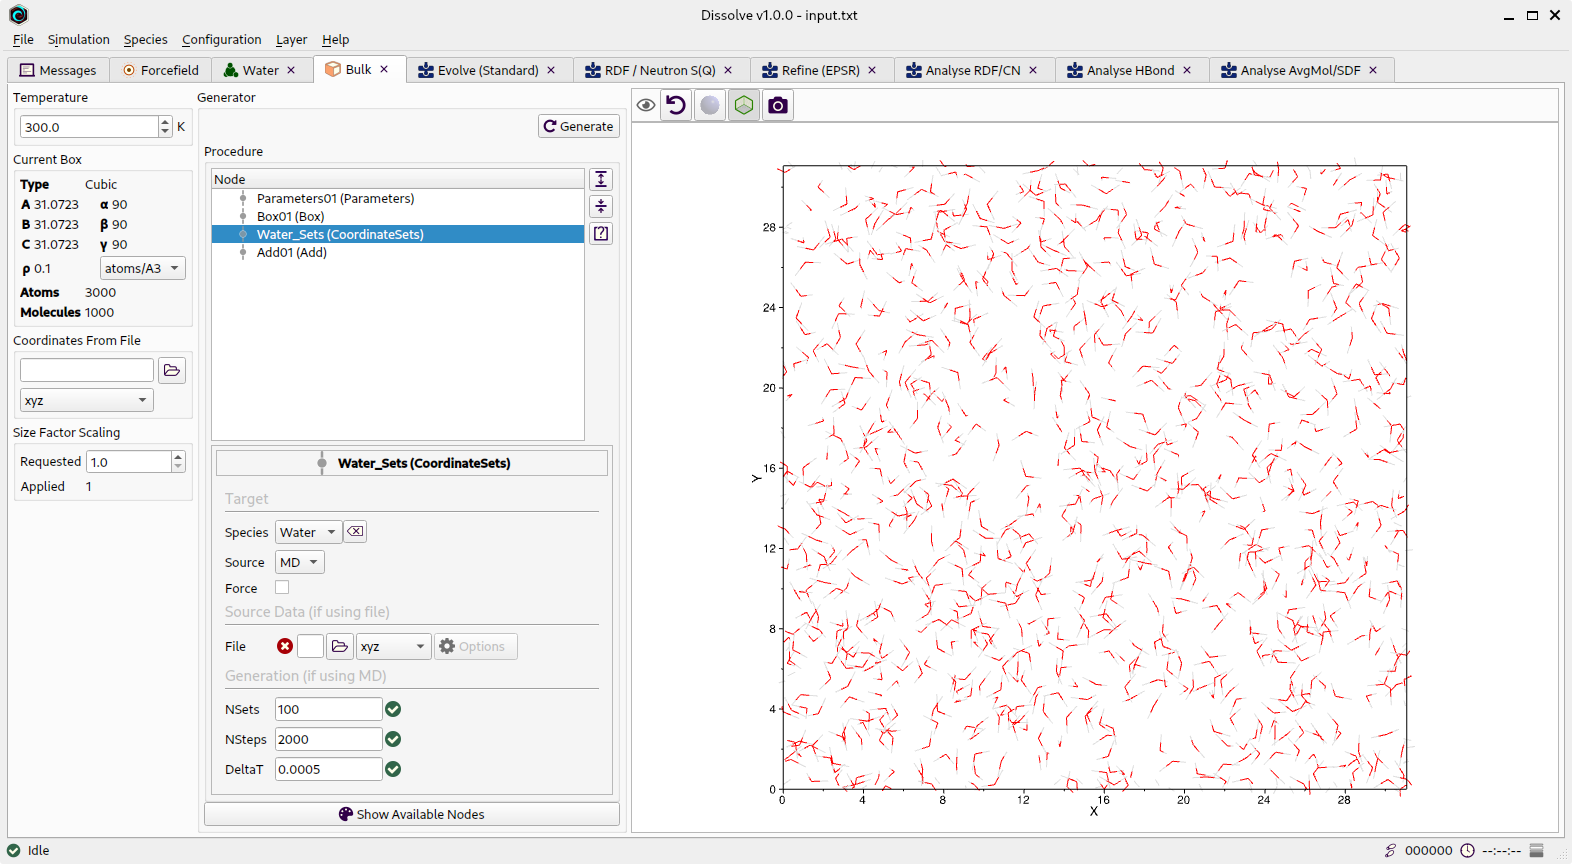 Dissolve v1.0.0 - input.txt
File Simulation Species Configuration Layer Help
Messages Forcefield Water Bulk Evolve (Standard) RDF / Neutron S(Q) Refine (EPSR) Analyse RDF/CN Analyse HBond Analyse AvgMol/SDF
Temperature
300.0 K
Current Box
Type Cubic
A 31.0723 α 90
B 31.0723 β 90
C 31.0723 γ 90
ρ 0.1 atoms/A3
Atoms 3000
Molecules 1000
Coordinates From File
xyz
Size Factor Scaling
Requested 1.0
Applied 1
Generator
Generate
Procedure
Node
Parameters01 (Parameters)
Box01 (Box)
Water_Sets (CoordinateSets)
Add01 (Add)
Water_Sets (CoordinateSets)
Target
Species Water
Source MD
Force
Source Data (if using file)
File xyz Options
Generation (if using MD)
NSets 100
NSteps 2000
DeltaT 0.0005
Show Available Nodes
28
24
20
16
Y
12
8
4
0
0 4 8 12 16 20 24 28
X
Idle
000000 --:--:--